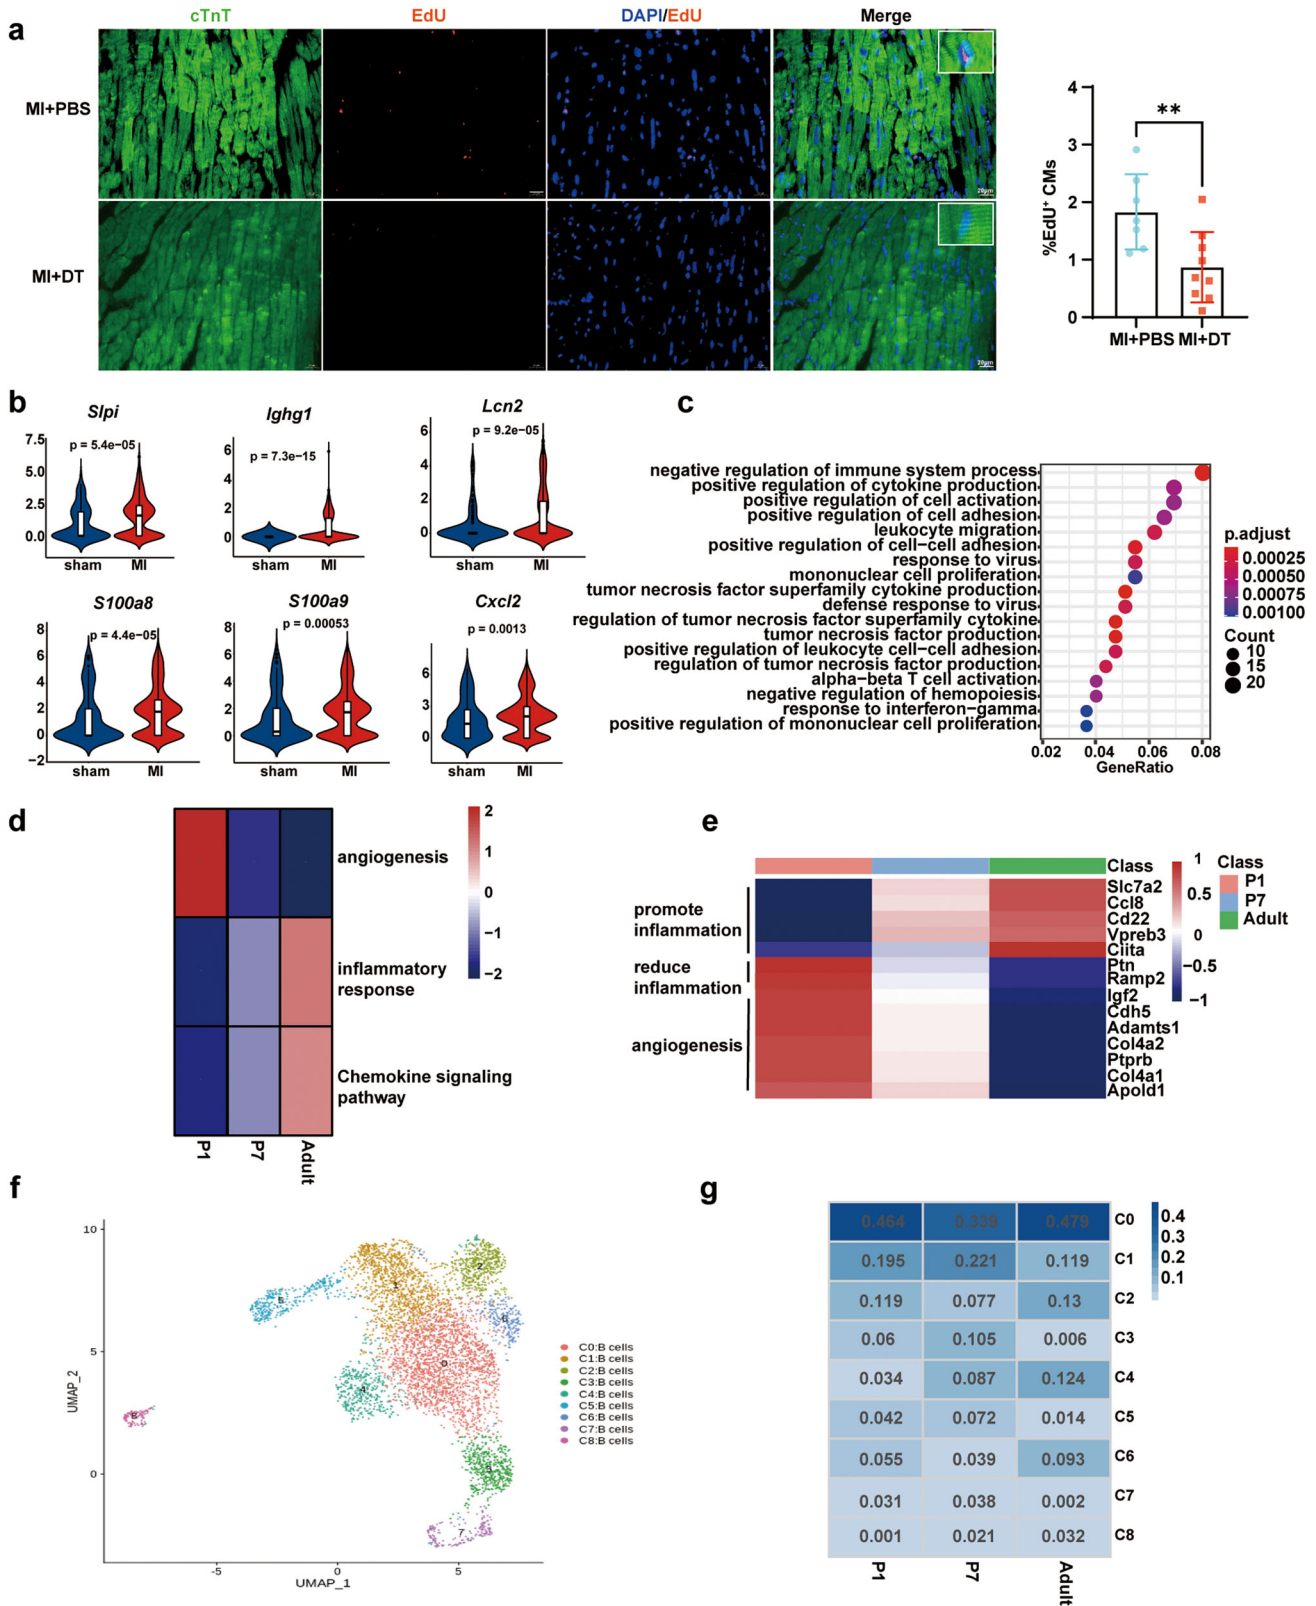 a
cTnT
EdU
DAPI/EdU
Merge
MI+PBS
MI+DT
20μm
20μm
%EdU+ CMs
4
3
2
1
0
**
MI+PBS MI+DT
b
Slpi
p = 5.4e−05
7.5
5.0
2.5
0.0
sham
MI
Ighg1
p = 7.3e−15
6
4
2
0
sham
MI
Lcn2
p = 9.2e−05
6
4
2
0
sham
MI
S100a8
p = 4.4e−05
8
6
4
2
0
−2
sham
MI
S100a9
p = 0.00053
8
6
4
2
0
sham
MI
Cxcl2
p = 0.0013
6
3
0
sham
MI
c
negative regulation of immune system process
positive regulation of cytokine production
positive regulation of cell activation
positive regulation of cell adhesion
leukocyte migration
positive regulation of cell−cell adhesion
response to virus
mononuclear cell proliferation
tumor necrosis factor superfamily cytokine production
defense response to virus
regulation of tumor necrosis factor superfamily cytokine
tumor necrosis factor production
positive regulation of leukocyte cell−cell adhesion
regulation of tumor necrosis factor production
alpha−beta T cell activation
negative regulation of hemopoiesis
response to interferon−gamma
positive regulation of mononuclear cell proliferation
0.02 0.04 0.06 0.08
GeneRatio
p.adjust
0.00025
0.00050
0.00075
0.00100
Count
10
15
20
d
angiogenesis
inflammatory
response
Chemokine signaling
pathway
P1
P7
Adult
2
1
0
−1
−2
e
promote
inflammation
reduce
inflammation
angiogenesis
Class
Slc7a2
Ccl8
Cd22
Vpreb3
Ciita
Ptn
Ramp2
Igf2
Cdh5
Adamts1
Col4a2
Ptprb
Col4a1
Apold1
1
0.5
0
−0.5
−1
Class
P1
P7
Adult
f
UMAP_2
10
5
0
-5
0
5
UMAP_1
0
1
2
3
4
5
6
7
8
C0:B cells
C1:B cells
C2:B cells
C3:B cells
C4:B cells
C5:B cells
C6:B cells
C7:B cells
C8:B cells
g
0.464 0.339 0.479 C0
0.195 0.221 0.119 C1
0.119 0.077 0.13 C2
0.06 0.105 0.006 C3
0.034 0.087 0.124 C4
0.042 0.072 0.014 C5
0.055 0.039 0.093 C6
0.031 0.038 0.002 C7
0.001 0.021 0.032 C8
P1
P7
Adult
0.4
0.3
0.2
0.1